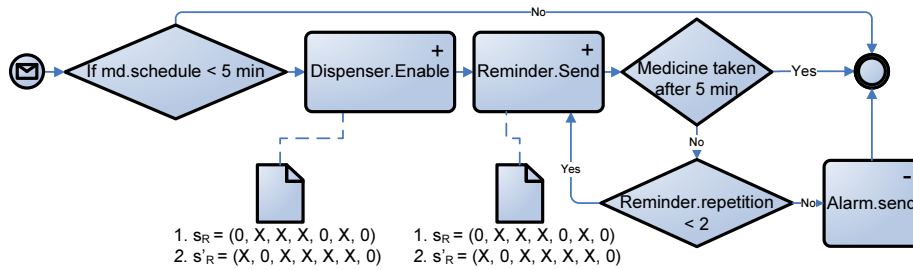 No
If md.schedule < 5 min
+
Dispenser.Enable
+
Reminder.Send
Medicine taken
after 5 min
Yes
No
Yes
Reminder.repetition
< 2
No
-
Alarm.send
1. sR = (0, X, X, X, 0, X, 0)
2. s'R = (X, 0, X, X, X, X, 0)
1. sR = (0, X, X, X, 0, X, 0)
2. s'R = (X, 0, X, X, X, X, 0)